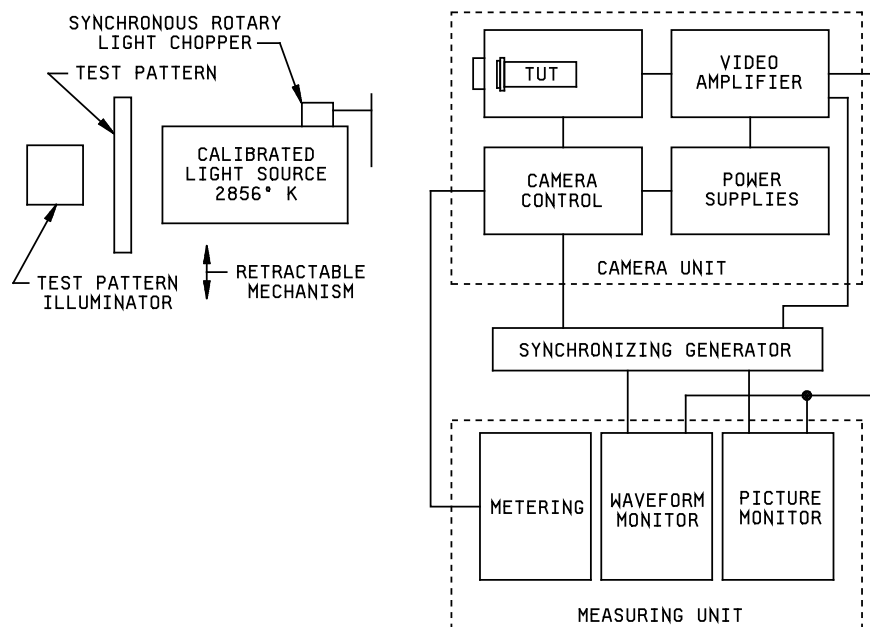 SYNCHRONOUS ROTARY
LIGHT CHOPPER
TEST PATTERN
CALIBRATED
LIGHT SOURCE
2856° K
TEST PATTERN
ILLUMINATOR
RETRACTABLE
MECHANISM
TUT
VIDEO
AMPLIFIER
CAMERA
CONTROL
POWER
SUPPLIES
CAMERA UNIT
SYNCHRONIZING GENERATOR
METERING
WAVEFORM
MONITOR
PICTURE
MONITOR
MEASURING UNIT